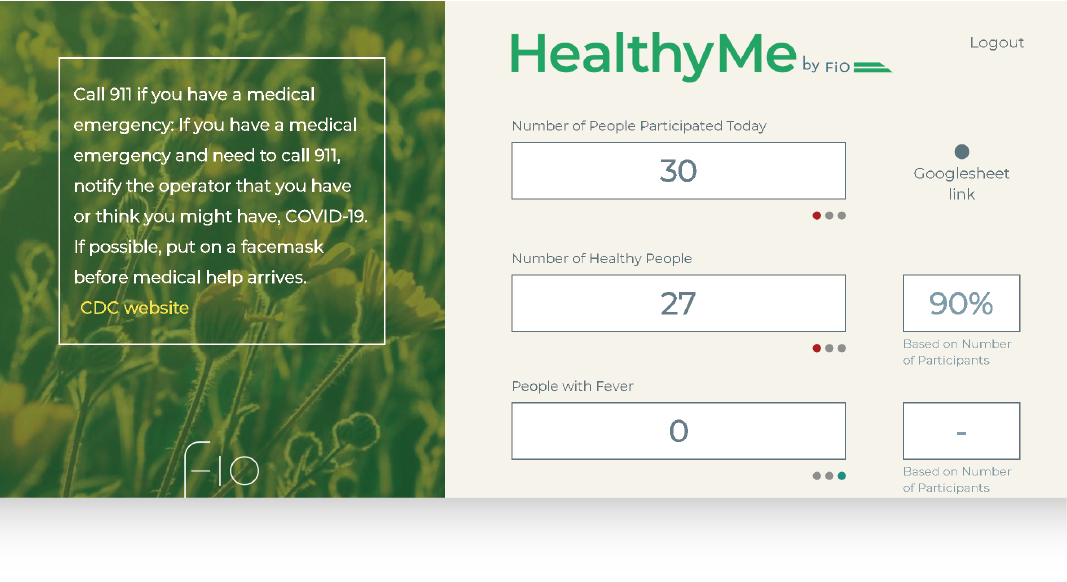 Call 911 if you have a medical
emergency: If you have a medical
emergency and need to call 911,
notify the operator that you have
or think you might have, COVID-19.
If possible, put on a facemask
before medical help arrives.
CDC website
FIO
HealthyMe by FiO
Logout
Number of People Participated Today
30
Googlesheet
link
Number of Healthy People
27
90%
Based on Number
of Participants
People with Fever
0
-
Based on Number
of Participants